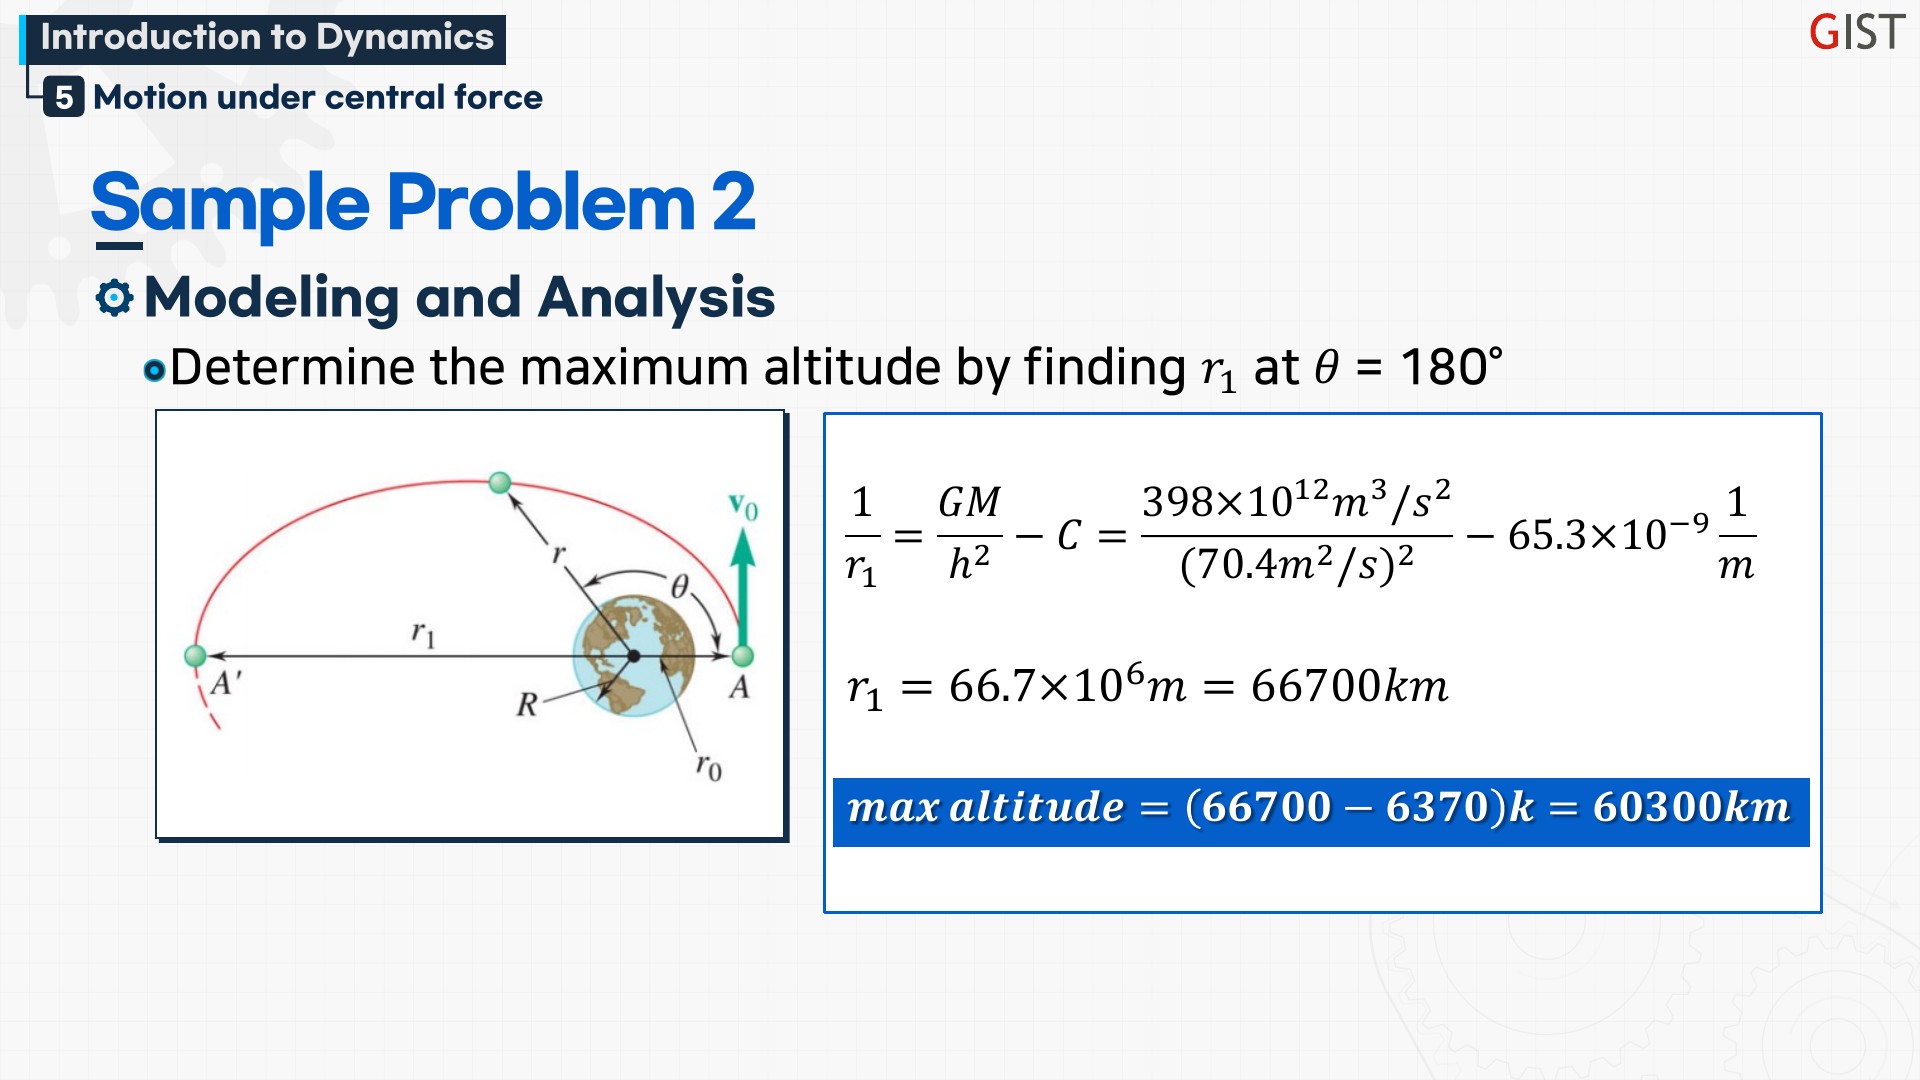 Introduction to Dynamics
GIST
5 Motion under central force
Sample Problem 2
Modeling and Analysis
Determine the maximum altitude by finding r₁ at θ = 180°
v₀
r
θ
r₁
A'
R
A
r₀
1/r₁ = GM/h² − C = 398×10¹²m³/s² / (70.4m²/s)² − 65.3×10⁻⁹ 1/m
r₁ = 66.7×10⁶m = 66700km
max altitude = (66700 − 6370)k = 60300km